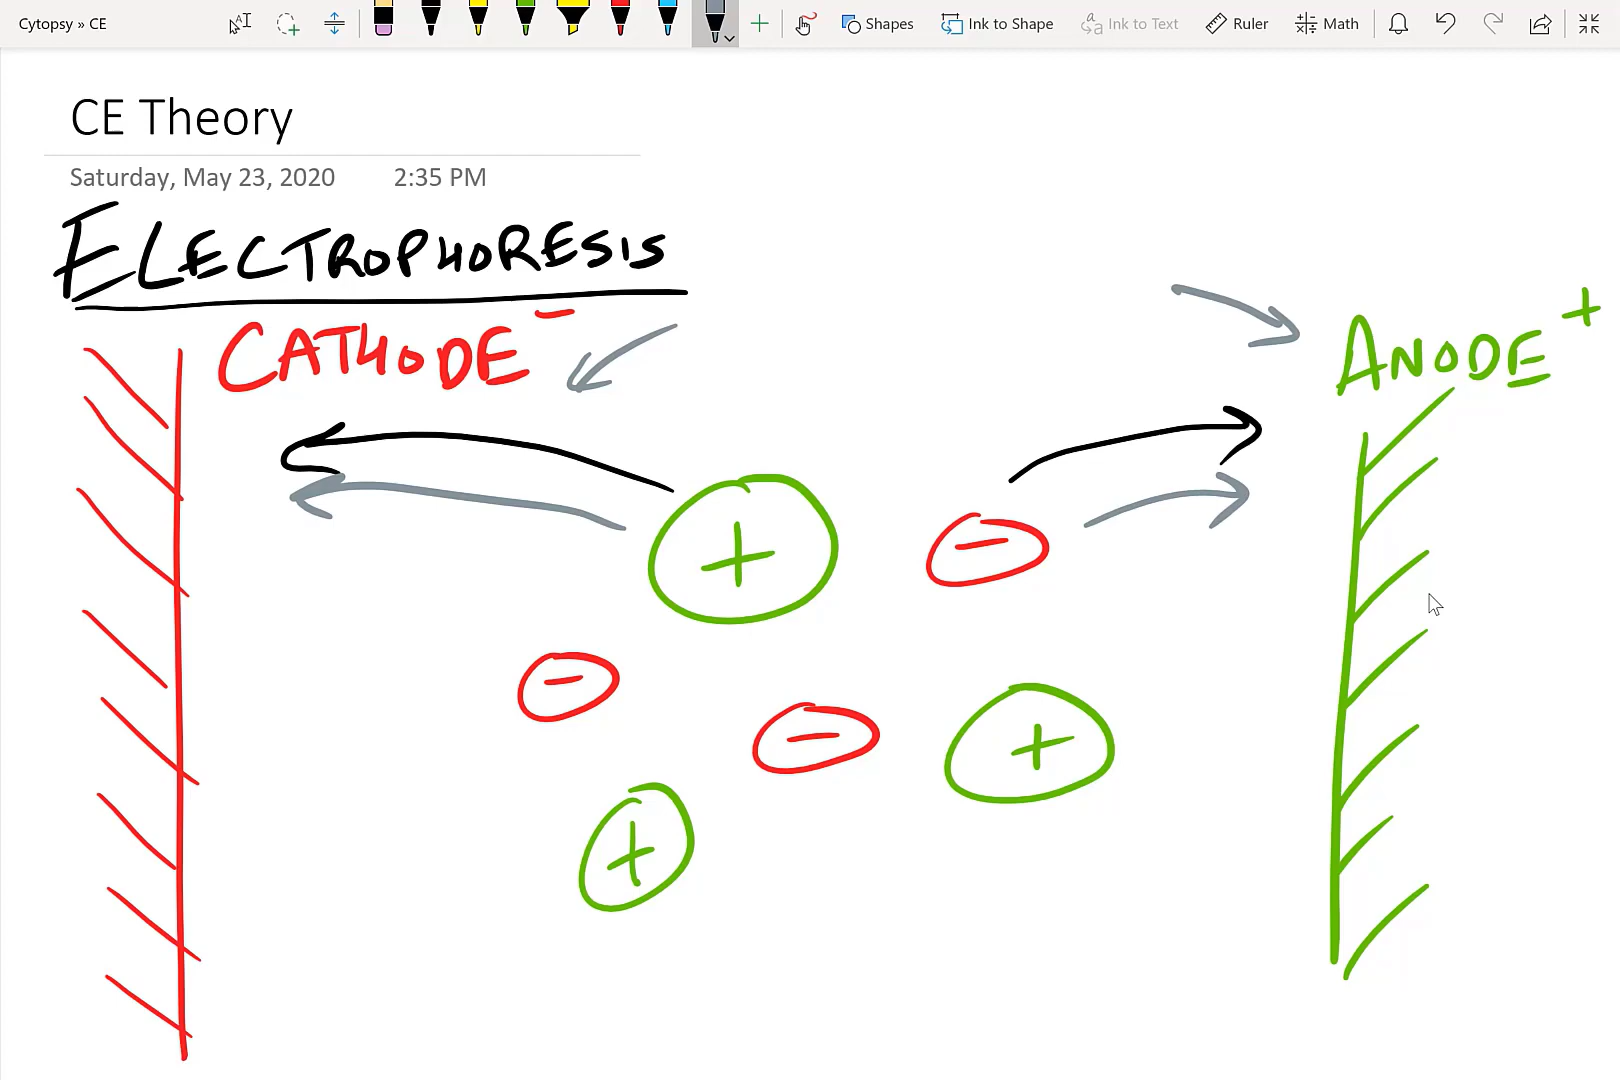 Cytopsy » CE
Shapes
Ink to Shape
Ink to Text
Ruler
Math
CE Theory
Saturday, May 23, 2020 2:35 PM
ELECTROPHORESIS
CATHODE -
ANODE +
+
-
-
-
+
+